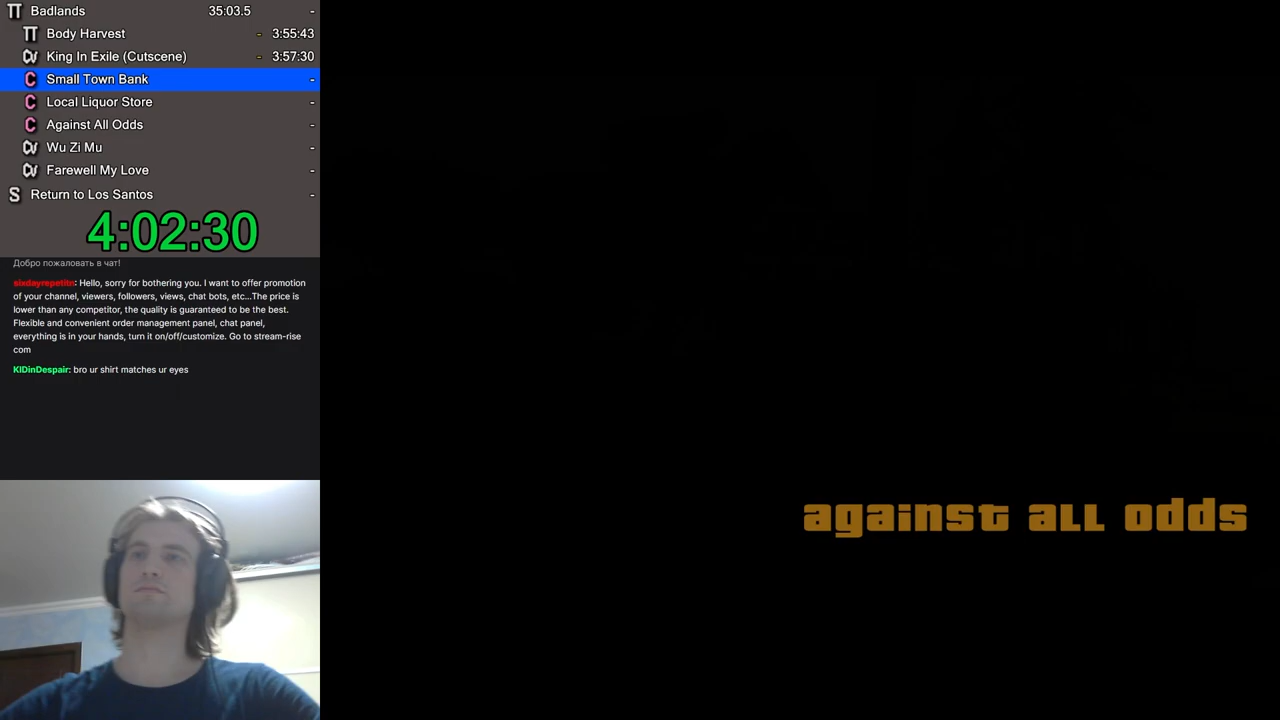 Badlands 35:03.5 -
Body Harvest - 3:55:43
King In Exile (Cutscene) - 3:57:30
Small Town Bank -
Local Liquor Store -
Against All Odds -
Wu Zi Mu -
Farewell My Love -
S Return to Los Santos -
4:02:30
Добро пожаловать в чат!
sixdayrepetitn: Hello, sorry for bothering you. I want to offer promotion
of your channel, viewers, followers, views, chat bots, etc...The price is
lower than any competitor, the quality is guaranteed to be the best.
Flexible and convenient order management panel, chat panel,
everything is in your hands, turn it on/off/customize. Go to stream-rise
com
KIDinDespair: bro ur shirt matches ur eyes
against all odds